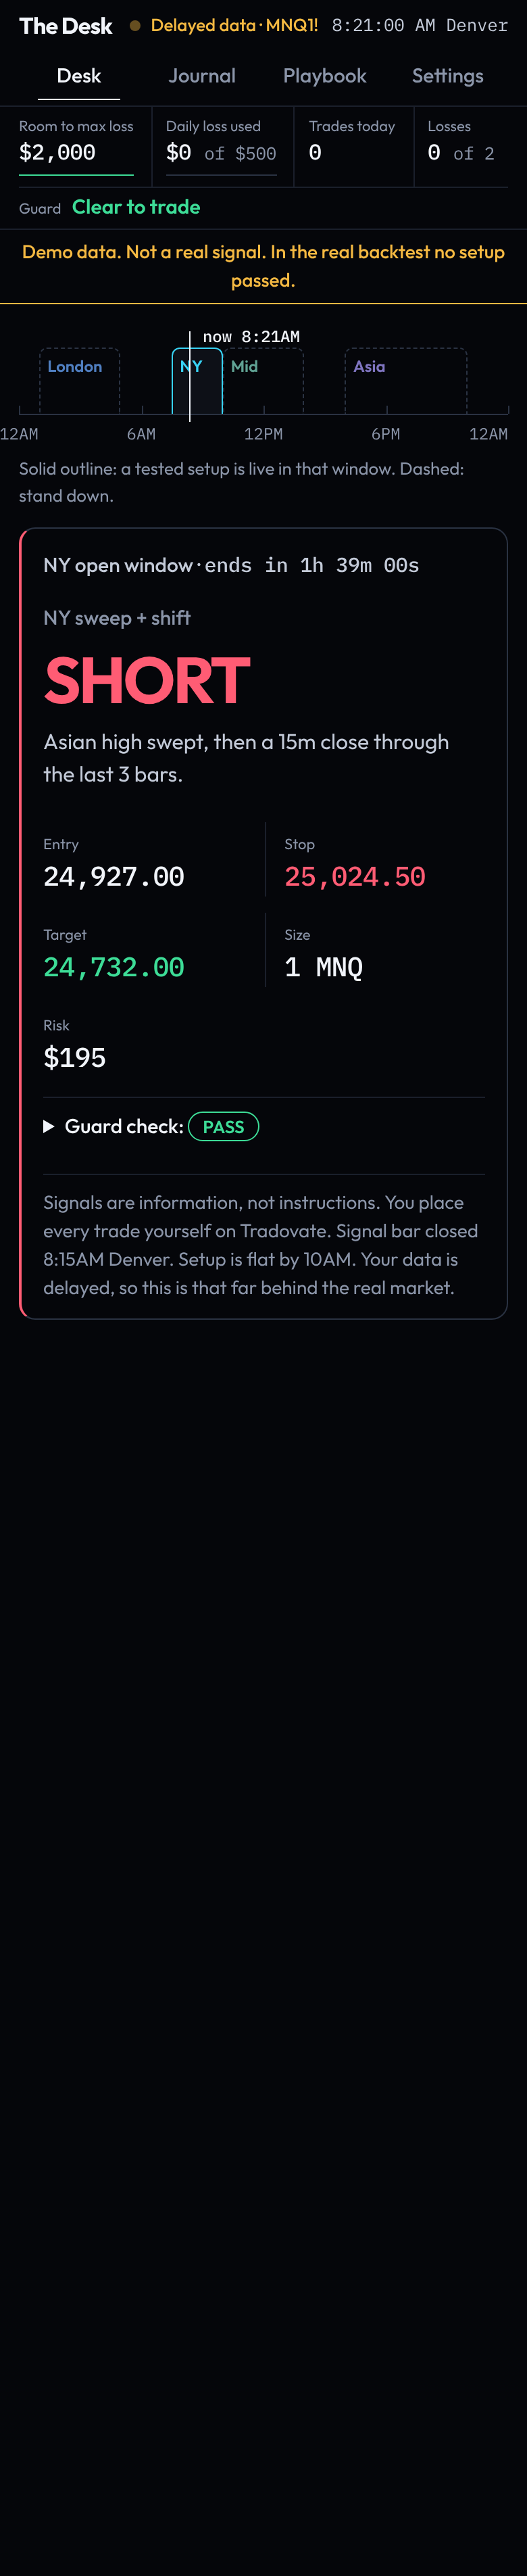 The Desk
Delayed data · MNQ1!
8:21:00 AM Denver
Desk
Journal
Playbook
Settings
Room to max loss
$2,000
Daily loss used
$0 of $500
Trades today
0
Losses
0 of 2
Guard Clear to trade
Demo data. Not a real signal. In the real backtest no setup
passed.
now 8:21AM
London
NY
Mid
Asia
12AM
6AM
12PM
6PM
12AM
Solid outline: a tested setup is live in that window. Dashed:
stand down.
NY open window · ends in 1h 39m 00s
NY sweep + shift
SHORT
Asian high swept, then a 15m close through
the last 3 bars.
Entry
24,927.00
Stop
25,024.50
Target
24,732.00
Size
1 MNQ
Risk
$195
Guard check: PASS
Signals are information, not instructions. You place
every trade yourself on Tradovate. Signal bar closed
8:15AM Denver. Setup is flat by 10AM. Your data is
delayed, so this is that far behind the real market.